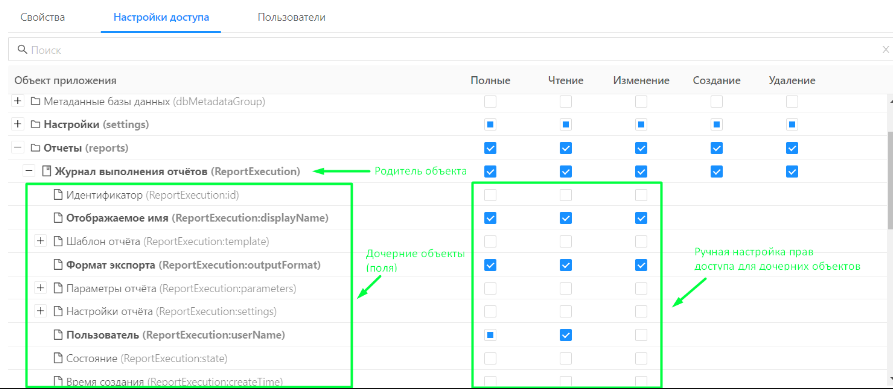 Свойства Настройки доступа Пользователи
Поиск
Объект приложения Полные Чтение Изменение Создание Удаление
Метаданные базы данных (dbMetadataGroup)
Настройки (settings)
Отчеты (reports)
Журнал выполнения отчётов (ReportExecution) Родитель объекта
Идентификатор (ReportExecution:id)
Отображаемое имя (ReportExecution:displayName)
Шаблон отчёта (ReportExecution:template)
Дочерние объекты
(поля)
Ручная настройка прав
доступа для дочерних объектов
Формат экспорта (ReportExecution:outputFormat)
Параметры отчёта (ReportExecution:parameters)
Настройки отчёта (ReportExecution:settings)
Пользователь (ReportExecution:userName)
Состояние (ReportExecution:state)
Время создания (ReportExecution:createTime)